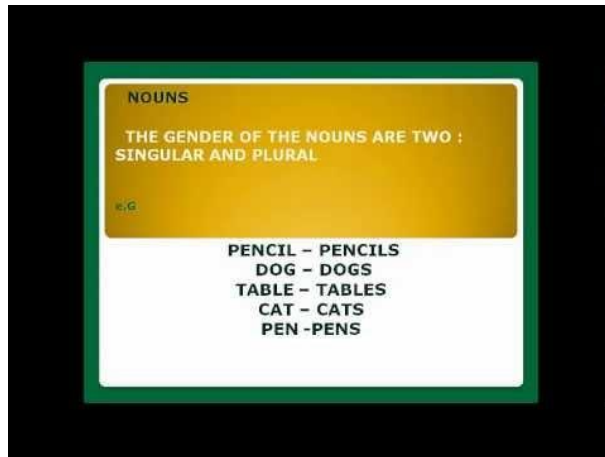 NOUNS
THE GENDER OF THE NOUNS ARE TWO :
SINGULAR AND PLURAL
e.G
PENCIL – PENCILS
DOG – DOGS
TABLE – TABLES
CAT – CATS
PEN -PENS